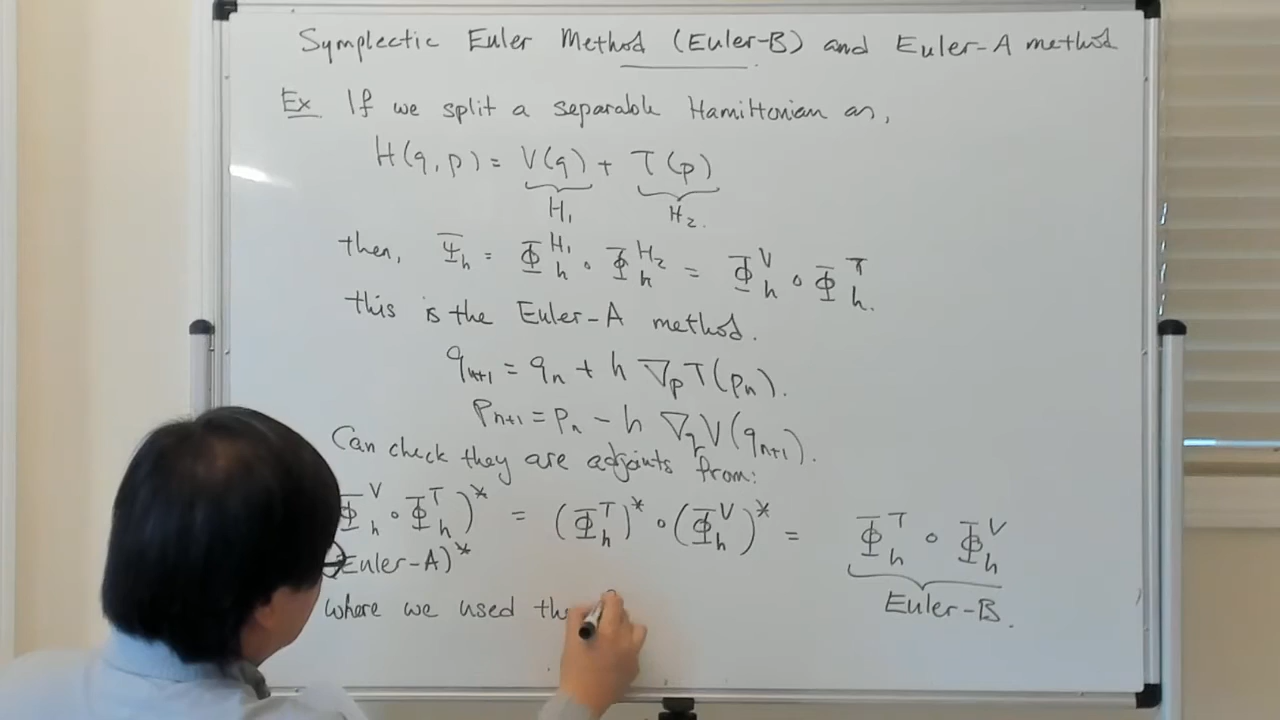 Symplectic Euler Method (Euler-B) and Euler-A method
Ex If we split a separable Hamiltonian as,
H(q,p) = V(q) + T(p)
H₁ H₂.
then, Ψ_h = Φ_h^{H₁} ∘ Φ_h^{H₂} = Φ_h^V ∘ Φ_h^T.
this is the Euler-A method.
q_{n+1} = q_n + h ∇_p T(p_n).
p_{n+1} = p_n - h ∇_q V(q_{n+1}).
Can check they are adjoints from:
Φ_h^V ∘ Φ_h^T)^* = (Φ_h^T)^* ∘ (Φ_h^V)^* = Φ_h^T ∘ Φ_h^V
Euler-A)^* Euler-B.
where we used